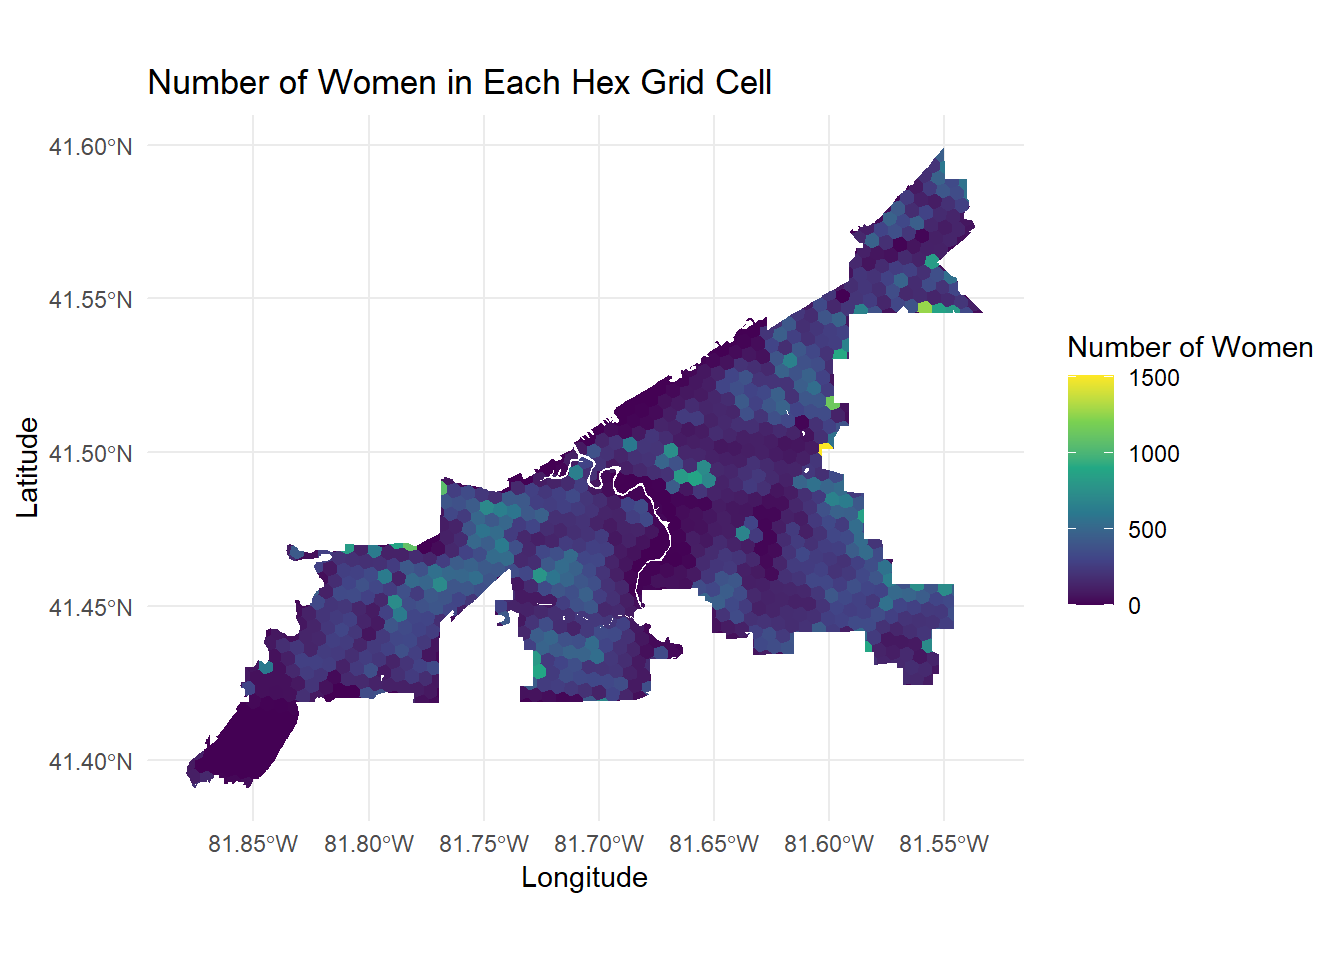 Number of Women in Each Hex Grid Cell
41.60°N
41.55°N
41.50°N
41.45°N
41.40°N
Latitude
81.85°W 81.80°W 81.75°W 81.70°W 81.65°W 81.60°W 81.55°W
Longitude
Number of Women
1500
1000
500
0